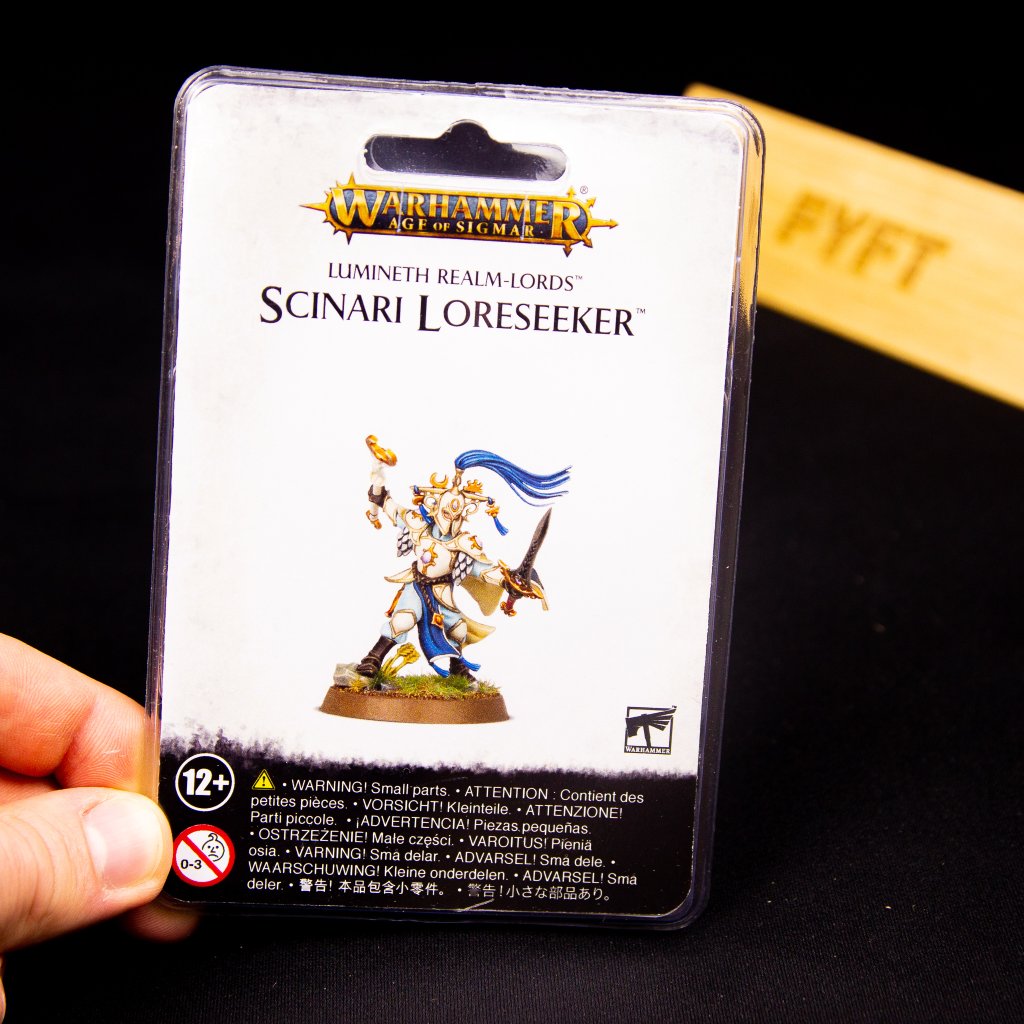 WARHAMMER®
AGE OF SIGMAR
LUMINETH REALM-LORDS™
SCINARI LORESEEKER™
FYFT
WARHAMMER
12+
• WARNING! Small parts. • ATTENTION : Contient des
petites pièces. • VORSICHT! Kleinteile. • ATTENZIONE!
Parti piccole. • ¡ADVERTENCIA! Piezas pequeñas.
• OSTRZEŻENIE! Małe części. • VAROITUS! Pieniä
osia. • VARNING! Små delar. • ADVARSEL! Små dele. •
WAARSCHUWING! Kleine onderdelen. • ADVARSEL! Små
deler. • 警告! 本品包含小零件。 • 警告!小さな部品あり。
0-3